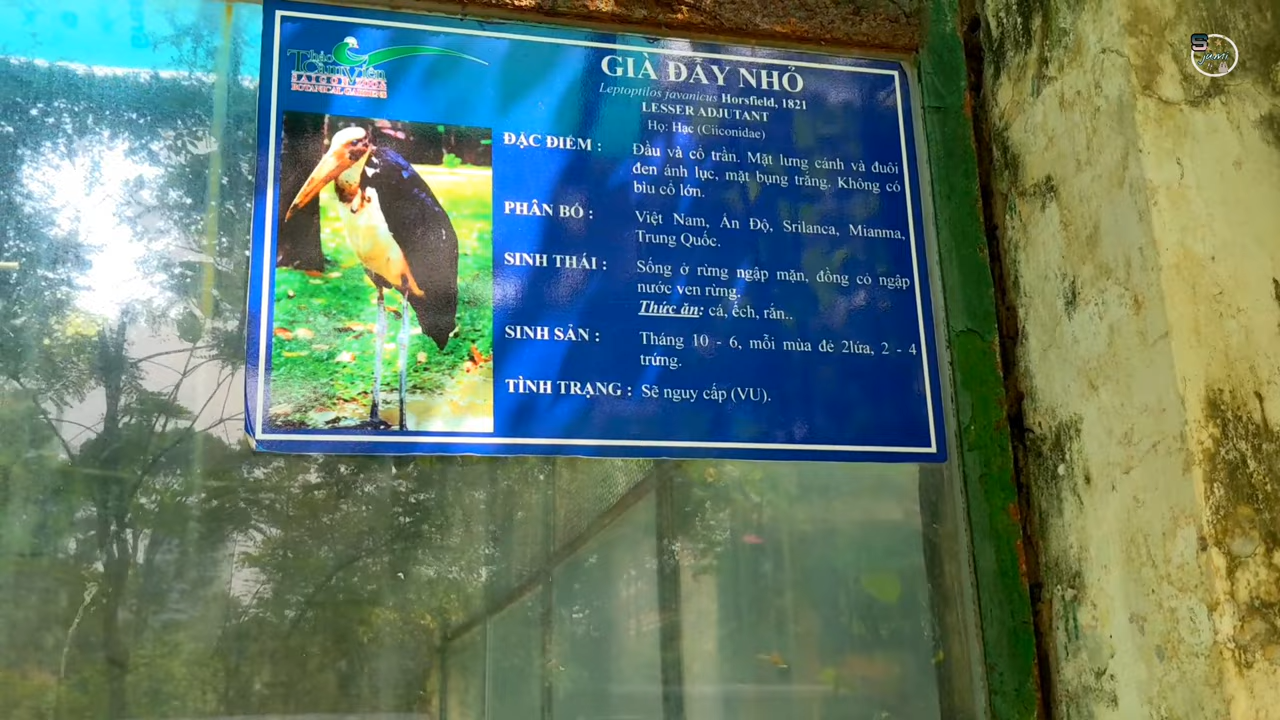 Thảo
Cầm Viên
SAIGON ZOO
BOTANICAL GARDENS
GIÀ ĐẪY NHỎ
Leptoptilos javanicus Horsfield, 1821
LESSER ADJUTANT
Họ: Hạc (Ciiconidae)
ĐẶC ĐIỂM : Đầu và cổ trần. Mặt lưng cánh và đuôi
đen ánh lục, mặt bụng trắng. Không có
bìu cổ lớn.
PHÂN BỐ : Việt Nam, Ấn Độ, Srilanca, Mianma,
Trung Quốc.
SINH THÁI : Sống ở rừng ngập mặn, đồng cỏ ngập
nước ven rừng.
Thức ăn: cá, ếch, rắn..
SINH SẢN : Tháng 10 - 6, mỗi mùa đẻ 2lứa, 2 - 4
trứng.
TÌNH TRẠNG : Sẽ nguy cấp (VU).